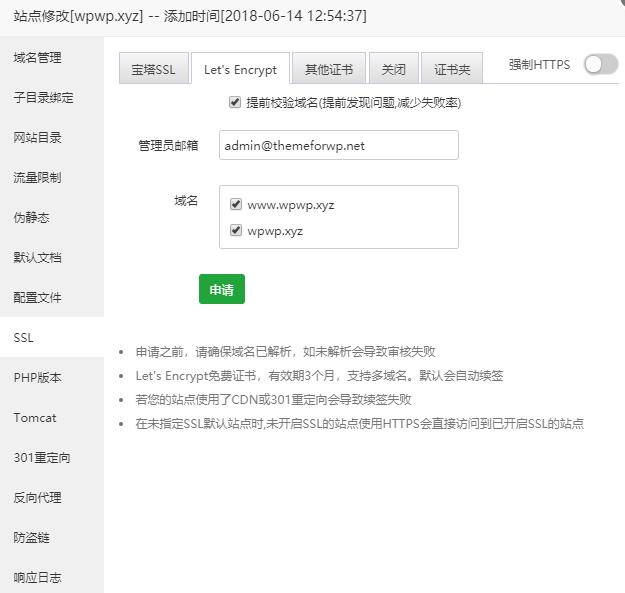 站点修改[wpwp.xyz] -- 添加时间[2018-06-14 12:54:37]
域名管理
子目录绑定
网站目录
流量限制
伪静态
默认文档
配置文件
SSL
PHP版本
Tomcat
301重定向
反向代理
防盗链
响应日志
宝塔SSL Let's Encrypt 其他证书 关闭 证书夹 强制HTTPS
提前校验域名(提前发现问题,减少失败率)
管理员邮箱 admin@themeforwp.net
域名 www.wpwp.xyz
wpwp.xyz
申请
申请之前，请确保域名已解析，如未解析会导致审核失败
Let's Encrypt免费证书，有效期3个月，支持多域名。默认会自动续签
若您的站点使用了CDN或301重定向会导致续签失败
在未指定SSL默认站点时,未开启SSL的站点使用HTTPS会直接访问到已开启SSL的站点